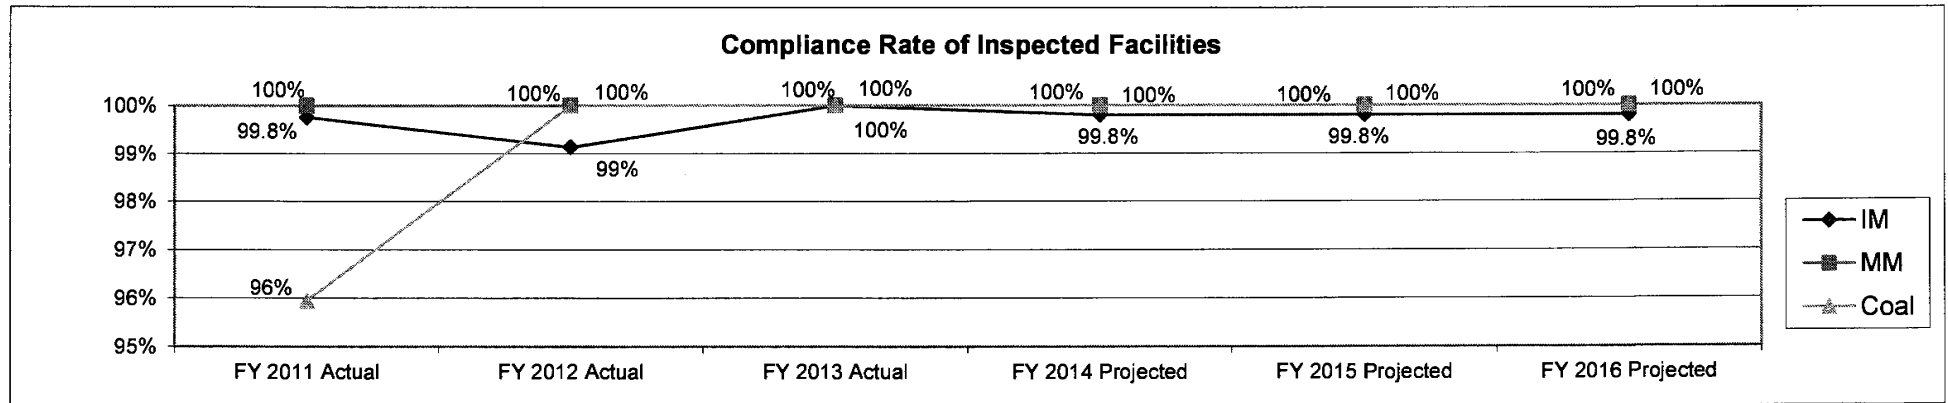 Compliance Rate of Inspected Facilities
100% 100% 100% 100% 100% 100% 100% 100% 100% 100% 100%
100%
99.8% 100% 99.8% 99.8% 99.8%
99%
99%
98%
97%
96% 96%
96%
95%
IM
MM
Coal
FY 2011 Actual FY 2012 Actual FY 2013 Actual FY 2014 Projected FY 2015 Projected FY 2016 Projected